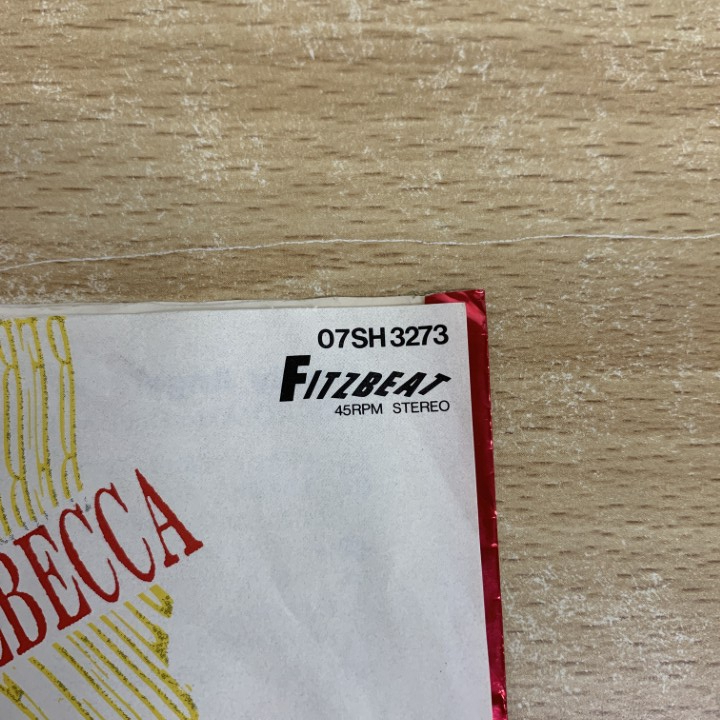 07SH 3273
FITZBEAT
45RPM STEREO
BECCA